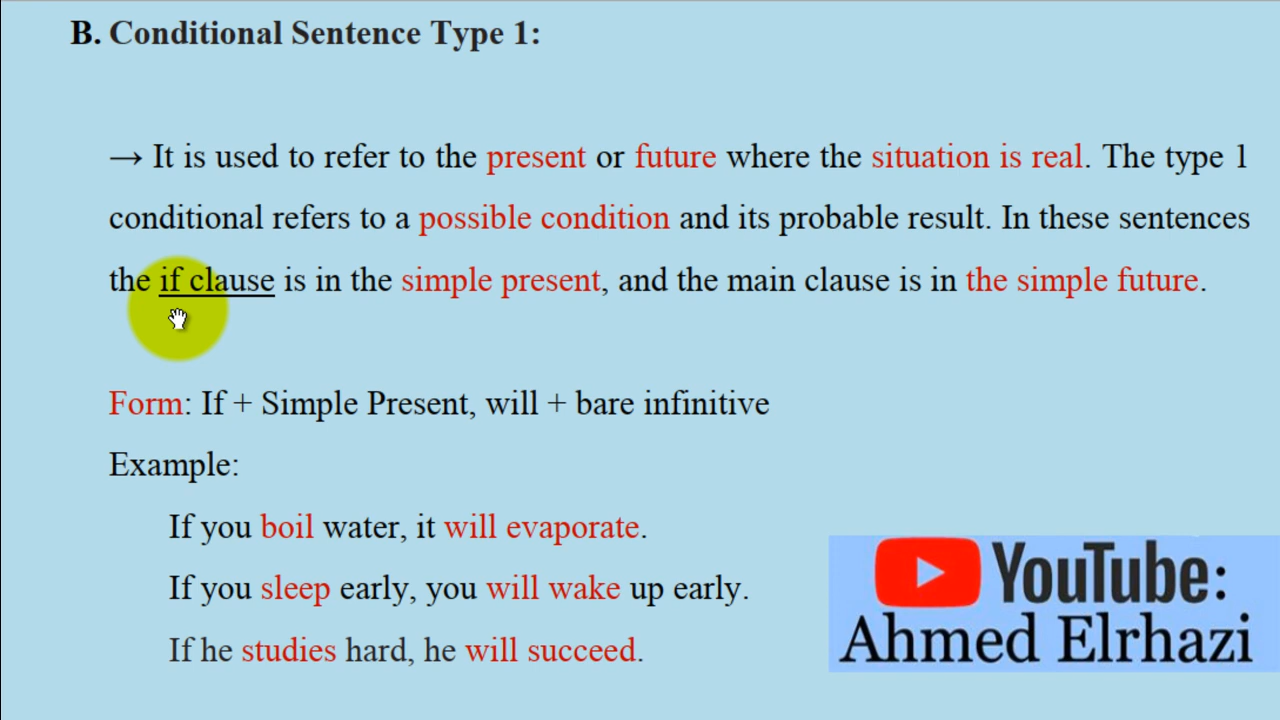 B. Conditional Sentence Type 1:
→ It is used to refer to the present or future where the situation is real. The type 1
conditional refers to a possible condition and its probable result. In these sentences
the if clause is in the simple present, and the main clause is in the simple future.
Form: If + Simple Present, will + bare infinitive
Example:
If you boil water, it will evaporate.
If you sleep early, you will wake up early.
If he studies hard, he will succeed.
YouTube:
Ahmed Elrhazi